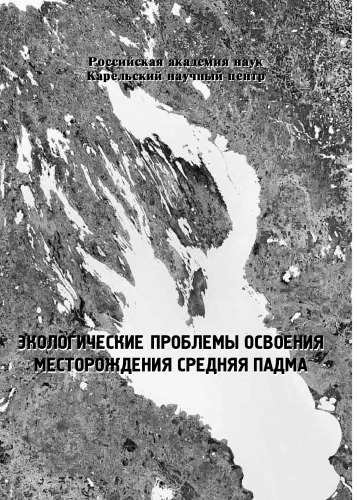 Российская академия наук
Карельский научный центр
ЭКОЛОГИЧЕСКИЕ ПРОБЛЕМЫ ОСВОЕНИЯ
МЕСТОРОЖДЕНИЯ СРЕДНЯЯ ПАДМА